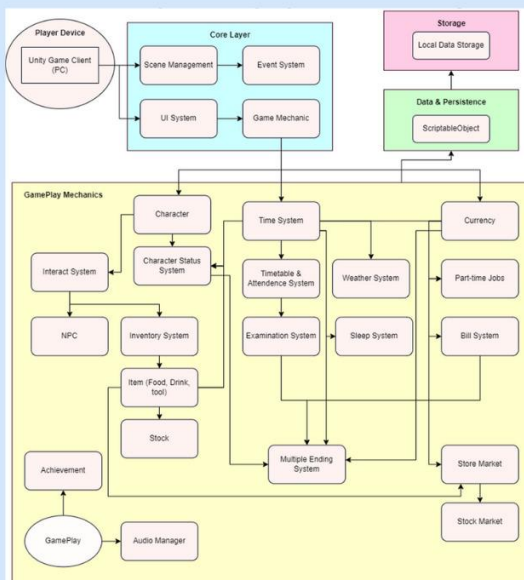 Player Device
Unity Game Client
(PC)
Core Layer
Scene Management
Event System
UI System
Game Mechanic
Storage
Local Data Storage
Data & Persistence
ScriptableObject
GamePlay Mechanics
Character
Time System
Currency
Interact System
Character Status
System
Timetable &
Attendence System
Weather System
Part-time Jobs
NPC
Inventory System
Examination System
Sleep System
Bill System
Item (Food, Drink,
tool)
Stock
Multiple Ending
System
Store Market
Achievement
Stock Market
GamePlay
Audio Manager